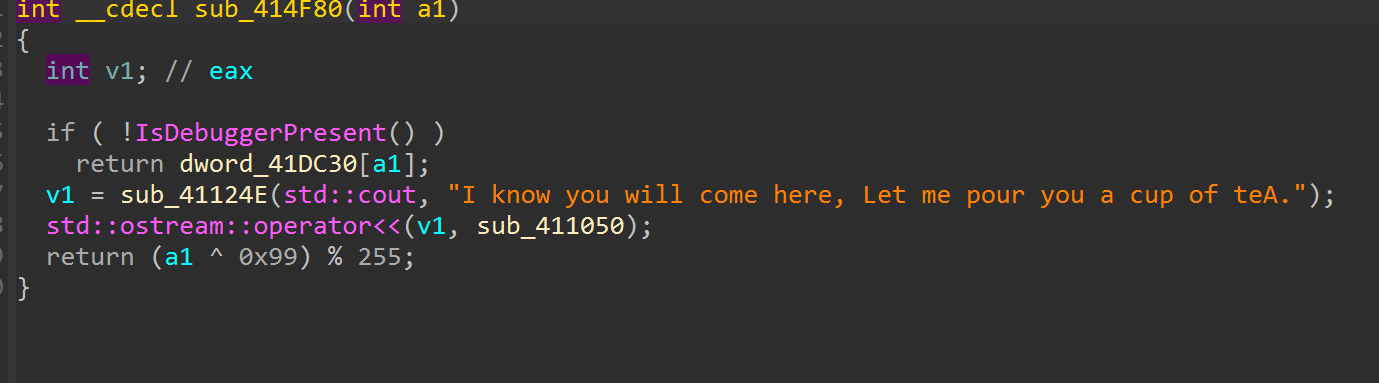 int __cdecl sub_414F80(int a1)
{
  int v1; // eax

  if ( !IsDebuggerPresent() )
    return dword_41DC30[a1];
  v1 = sub_41124E(std::cout, "I know you will come here, Let me pour you a cup of teA.");
  std::ostream::operator<<(v1, sub_411050);
  return (a1 ^ 0x99) % 255;
}